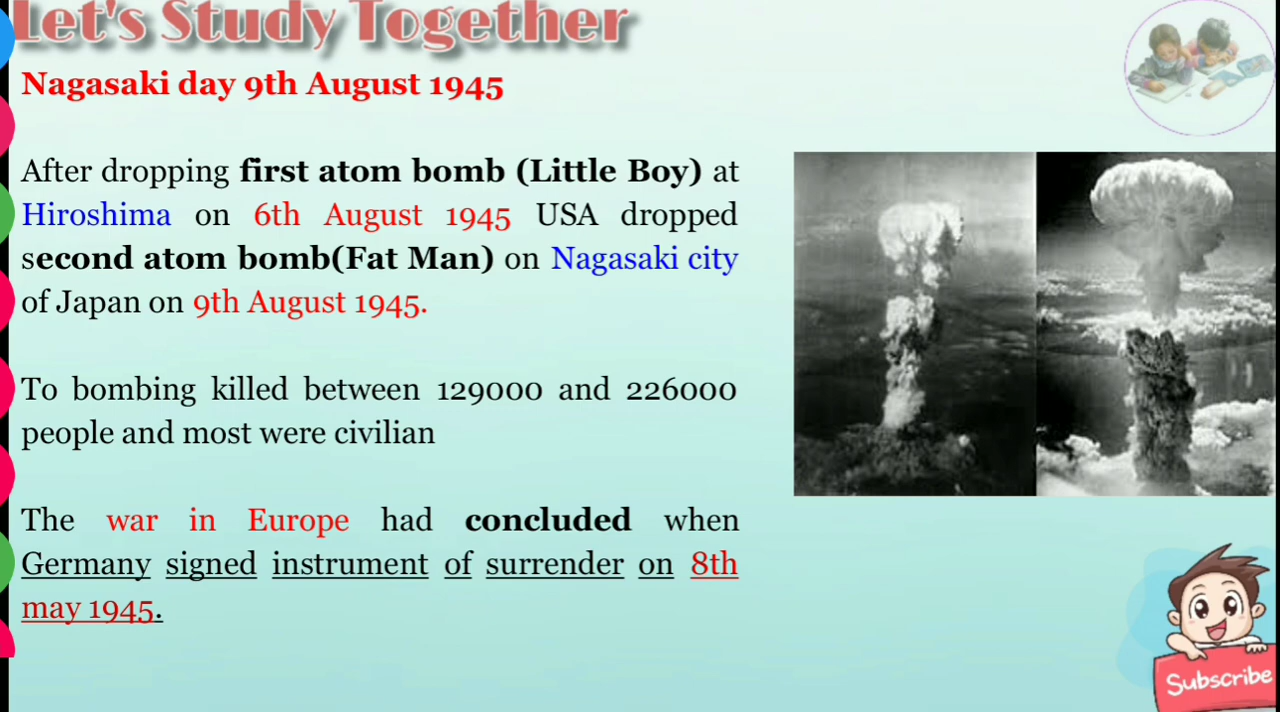 Let's Study Together
Nagasaki day 9th August 1945
After dropping first atom bomb (Little Boy) at
Hiroshima on 6th August 1945 USA dropped
second atom bomb(Fat Man) on Nagasaki city
of Japan on 9th August 1945.
To bombing killed between 129000 and 226000
people and most were civilian
The war in Europe had concluded when
Germany signed instrument of surrender on 8th
may 1945.
Subscribe